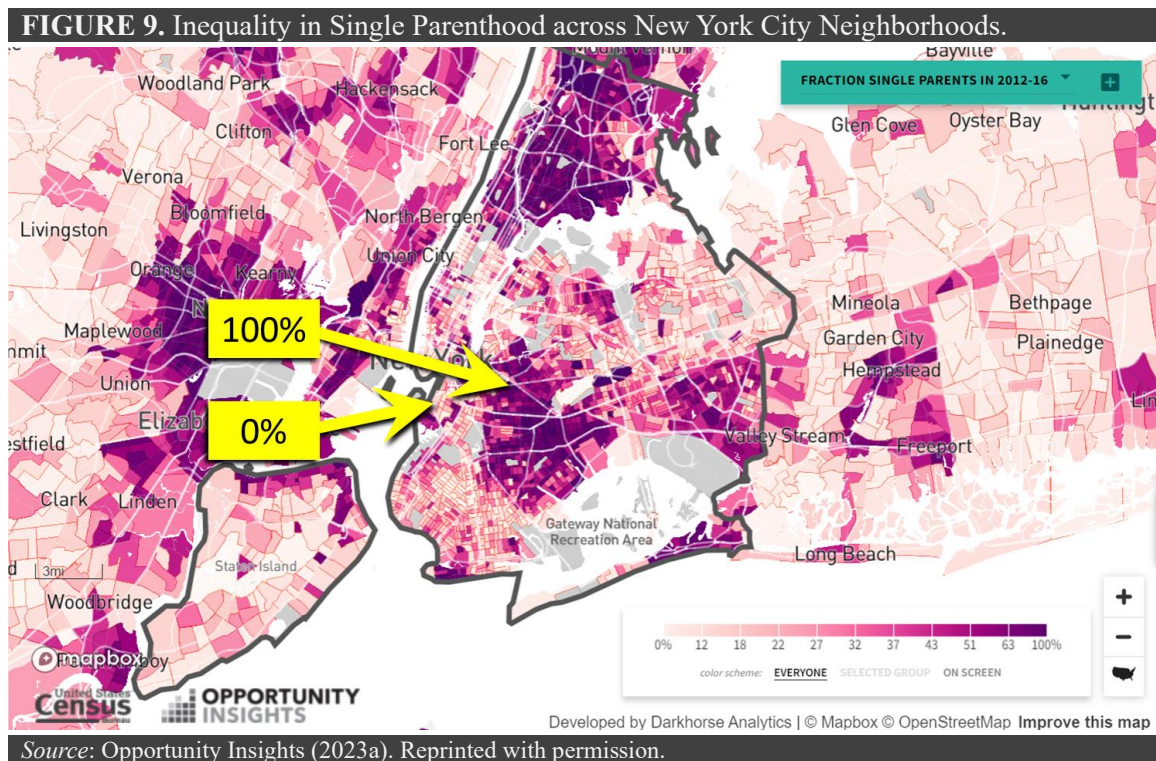 FIGURE 9. Inequality in Single Parenthood across New York City Neighborhoods.
Bayville
Woodland Park
Hackensack
FRACTION SINGLE PARENTS IN 2012-16
Clifton
Fort Lee
Glen Cove
Oyster Bay
Verona
Bloomfield
North Bergen
Livingston
Union City
Orange
Kearny
Mineola
Bethpage
100%
Maplewood
Garden City
Plainedge
New York
Hempstead
Union
0%
Valley Stream
Freeport
Clark
Linden
Gateway National
Recreation Area
Long Beach
3mi
Staten Island
Woodbridge
0% 12 18 22 27 32 37 43 51 63 100%
mapbox
color scheme: EVERYONE SELECTED GROUP ON SCREEN
United States
Census
Bureau
OPPORTUNITY
INSIGHTS
Developed by Darkhorse Analytics | © Mapbox © OpenStreetMap Improve this map
Source: Opportunity Insights (2023a). Reprinted with permission.